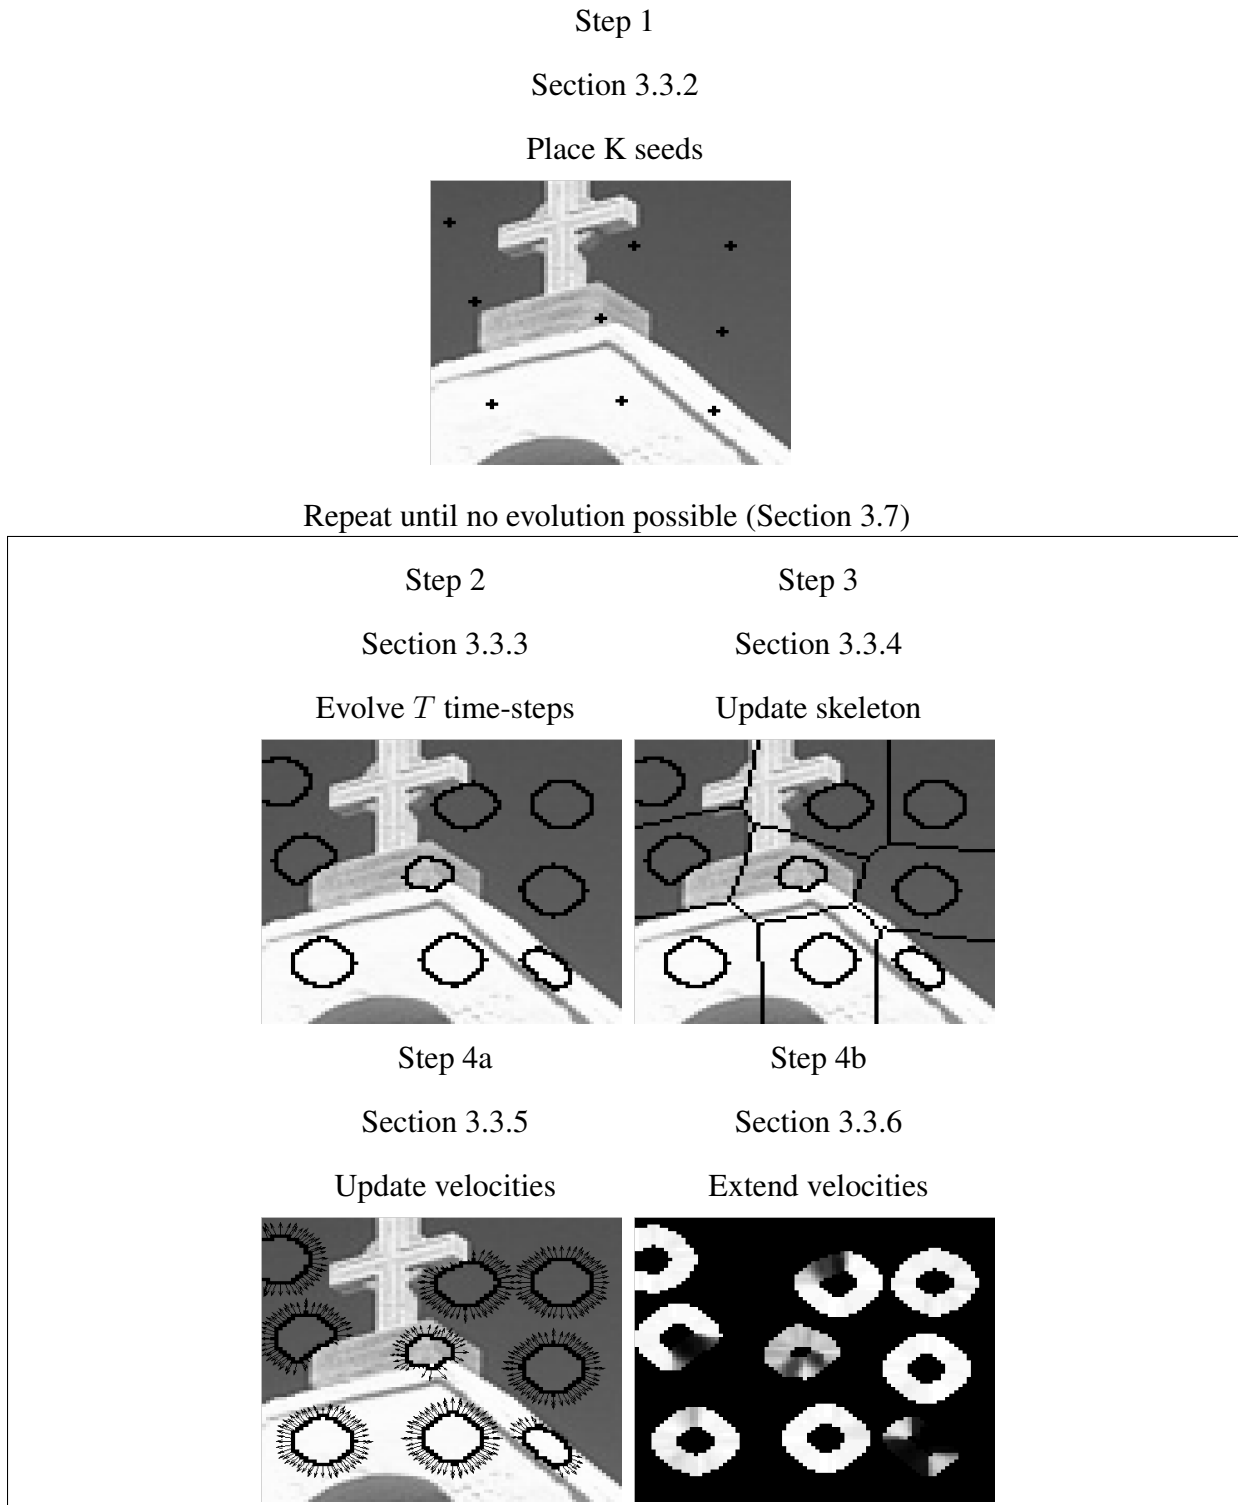 Step 1
Section 3.3.2
Place K seeds
Repeat until no evolution possible (Section 3.7)
Step 2
Step 3
Section 3.3.3
Section 3.3.4
Evolve T time-steps
Update skeleton
Step 4a
Step 4b
Section 3.3.5
Section 3.3.6
Update velocities
Extend velocities